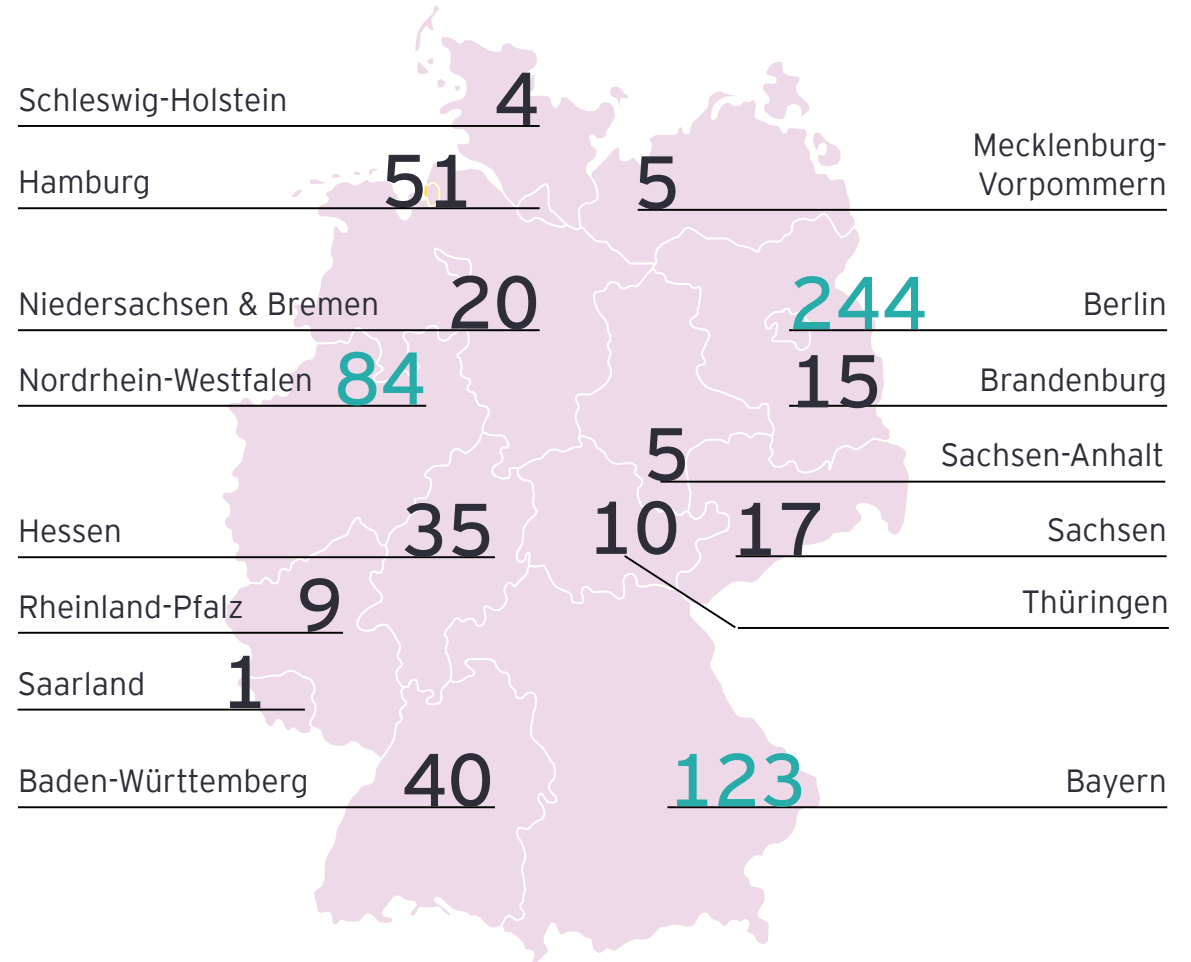 Schleswig-Holstein 4
Hamburg 51
Mecklenburg-
Vorpommern 5
Niedersachsen & Bremen 20
244 Berlin
Nordrhein-Westfalen 84
15 Brandenburg
5 Sachsen-Anhalt
Hessen 35
10
17 Sachsen
Thüringen
Rheinland-Pfalz 9
Saarland 1
Baden-Württemberg 40
123 Bayern